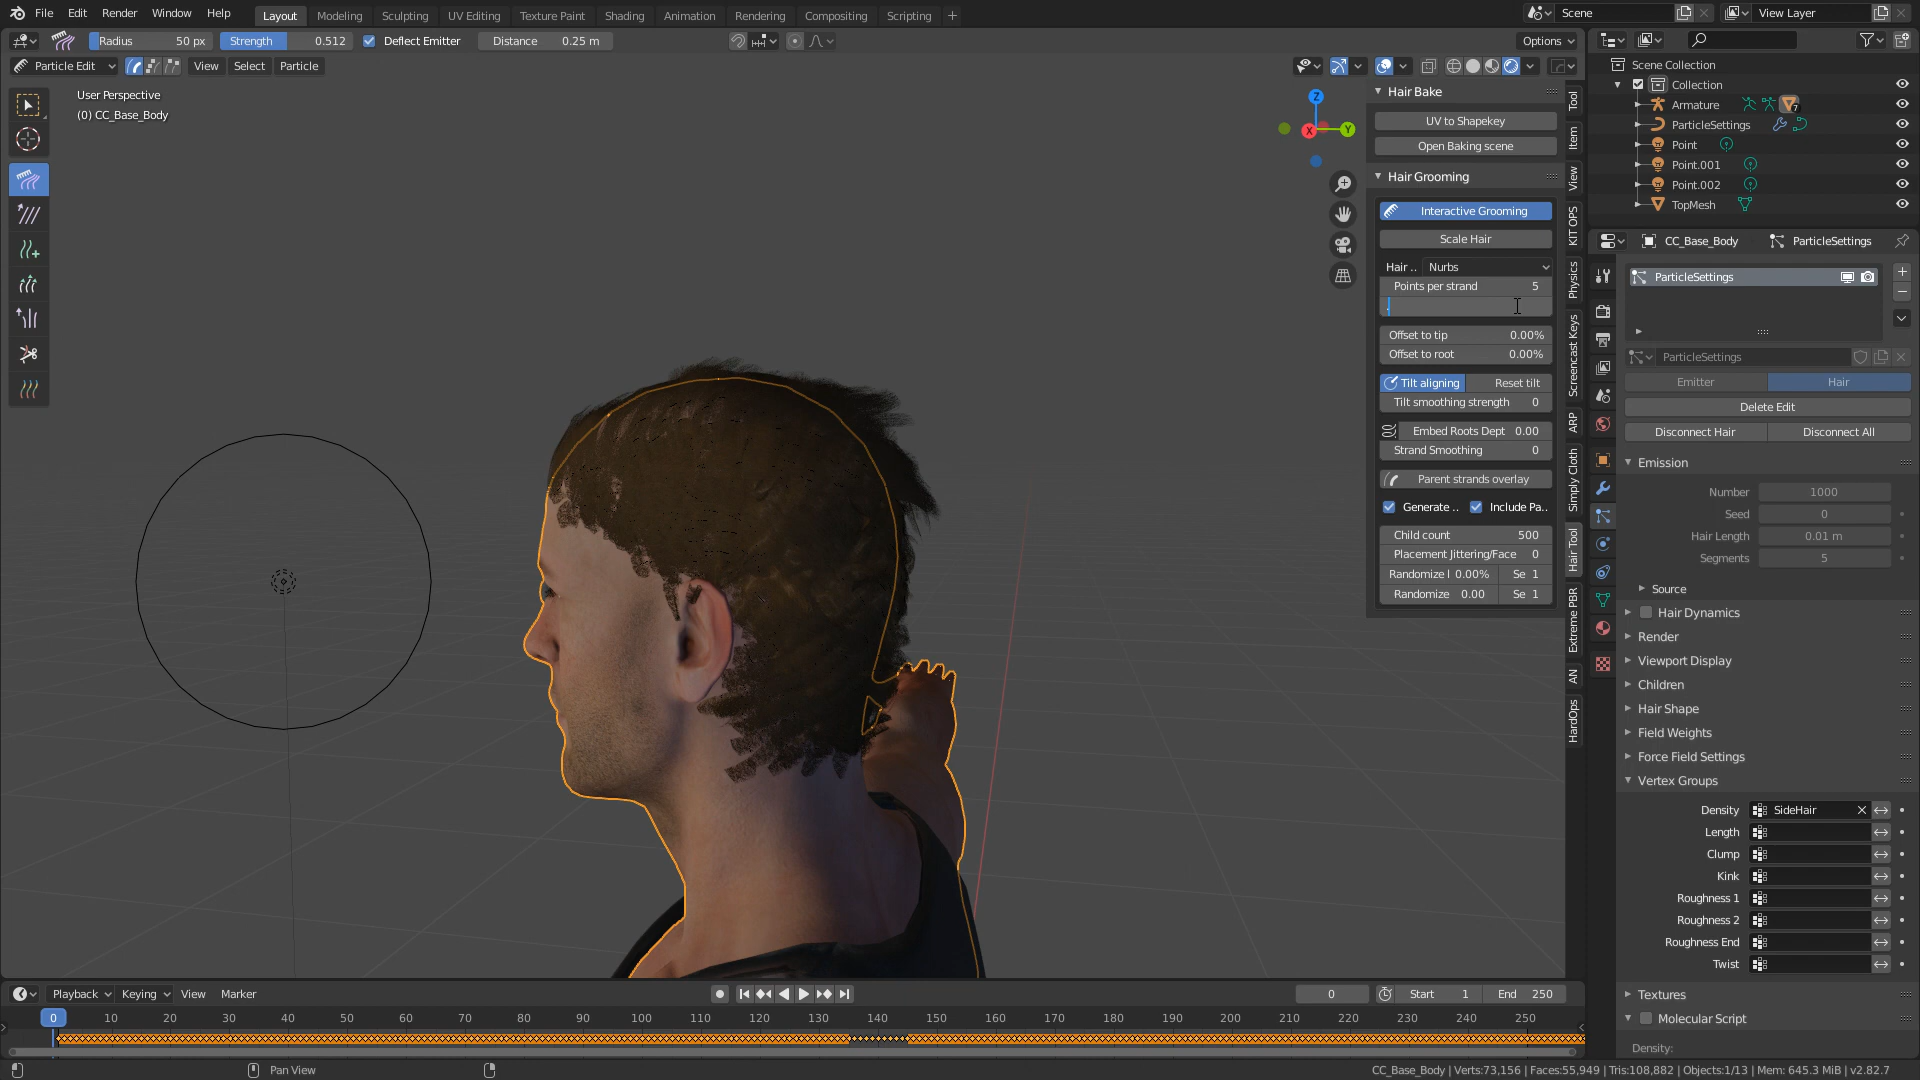 File Edit Render Window Help Layout Modeling Sculpting UV Editing Texture Paint Shading Animation Rendering Compositing Scripting + Scene View Layer
Radius 50 px Strength 0.512 Deflect Emitter Distance 0.25 m Options
Particle Edit View Select Particle
User Perspective
(0) CC_Base_Body
Z
X
Y
Hair Bake
UV to Shapekey
Open Baking scene
Hair Grooming
Interactive Grooming
Scale Hair
Hair .. Nurbs
Points per strand 5
Offset to tip 0.00%
Offset to root 0.00%
Tilt aligning Reset tilt
Tilt smoothing strength 0
Embed Roots Dept 0.00
Strand Smoothing 0
Parent strands overlay
Generate .. Include Pa..
Child count 500
Placement Jittering/Face 0
Randomize l 0.00% Se 1
Randomize 0.00 Se 1
Tool
Item
View
KIT OPS
Physics
Screencast Keys
ARP
Simply Cloth
Hair Tool
Extreme PBR
AN
HardOps
Scene Collection
Collection
Armature 7
ParticleSettings
Point
Point.001
Point.002
TopMesh
CC_Base_Body ParticleSettings
ParticleSettings
ParticleSettings
Emitter Hair
Delete Edit
Disconnect Hair Disconnect All
Emission
Number 1000
Seed 0
Hair Length 0.01 m
Segments 5
Source
Hair Dynamics
Render
Viewport Display
Children
Hair Shape
Field Weights
Force Field Settings
Vertex Groups
Density SideHair
Length
Clump
Kink
Roughness 1
Roughness 2
Roughness End
Twist
Textures
Molecular Script
Density:
Playback Keying View Marker 0 Start 1 End 250
0 10 20 30 40 50 60 70 80 90 100 110 120 130 140 150 160 170 180 190 200 210 220 230 240 250
Pan View
CC_Base_Body | Verts:73,156 | Faces:55,949 | Tris:108,882 | Objects:1/13 | Mem: 645.3 MiB | v2.82.7